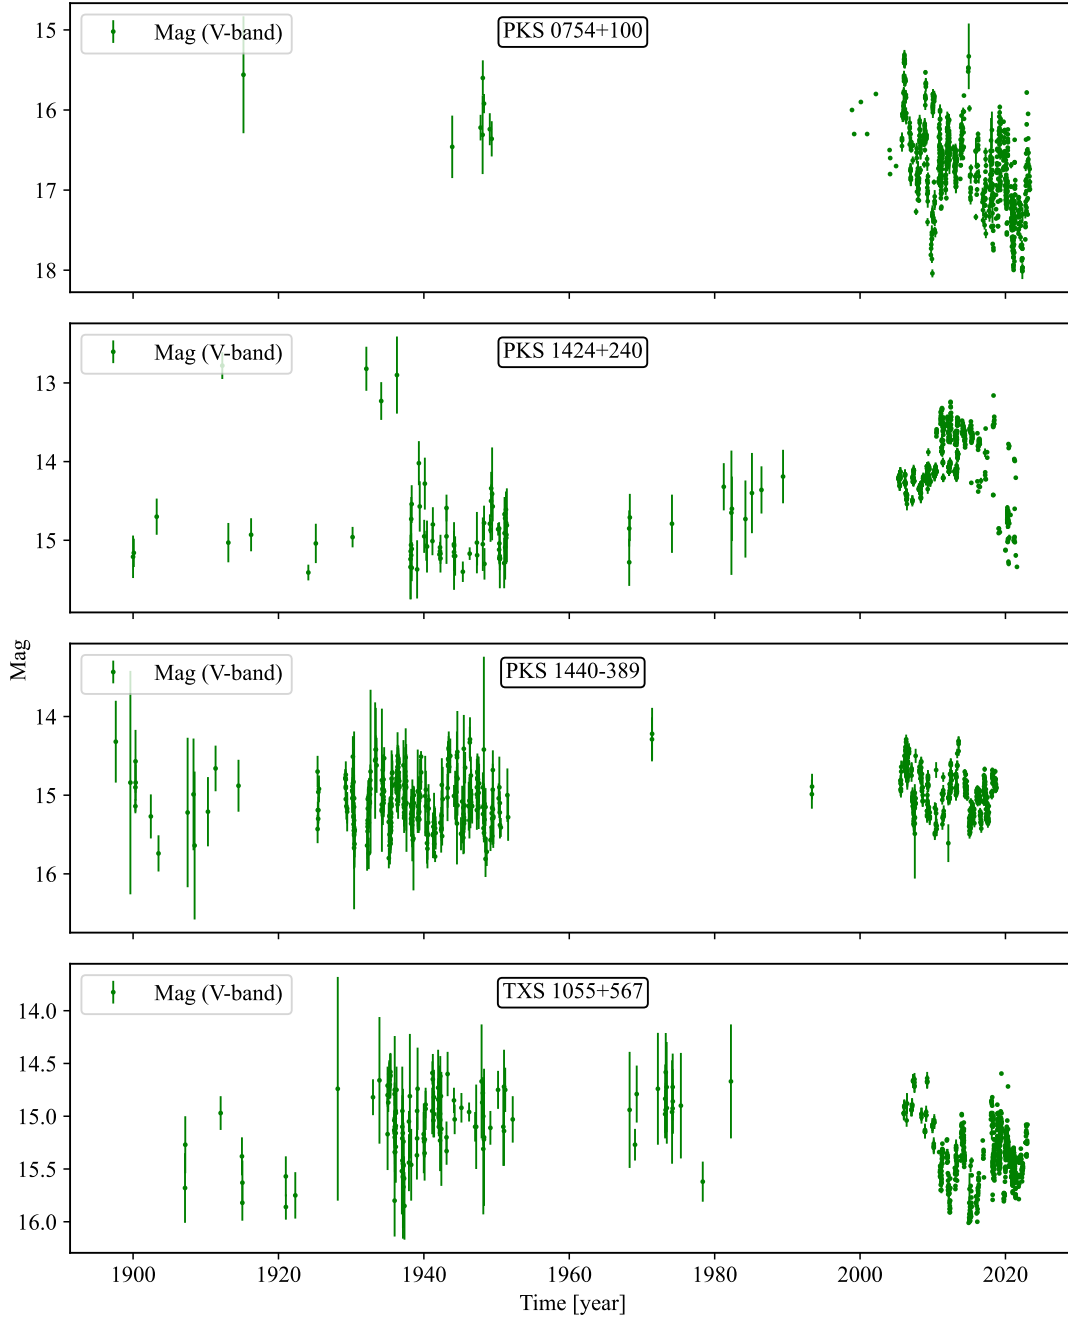 Mag (V-band)
PKS 0754+100
15
16
17
18
Mag (V-band)
PKS 1424+240
13
14
15
Mag
Mag (V-band)
PKS 1440-389
14
15
16
Mag (V-band)
TXS 1055+567
14.0
14.5
15.0
15.5
16.0
1900 1920 1940 1960 1980 2000 2020
Time [year]